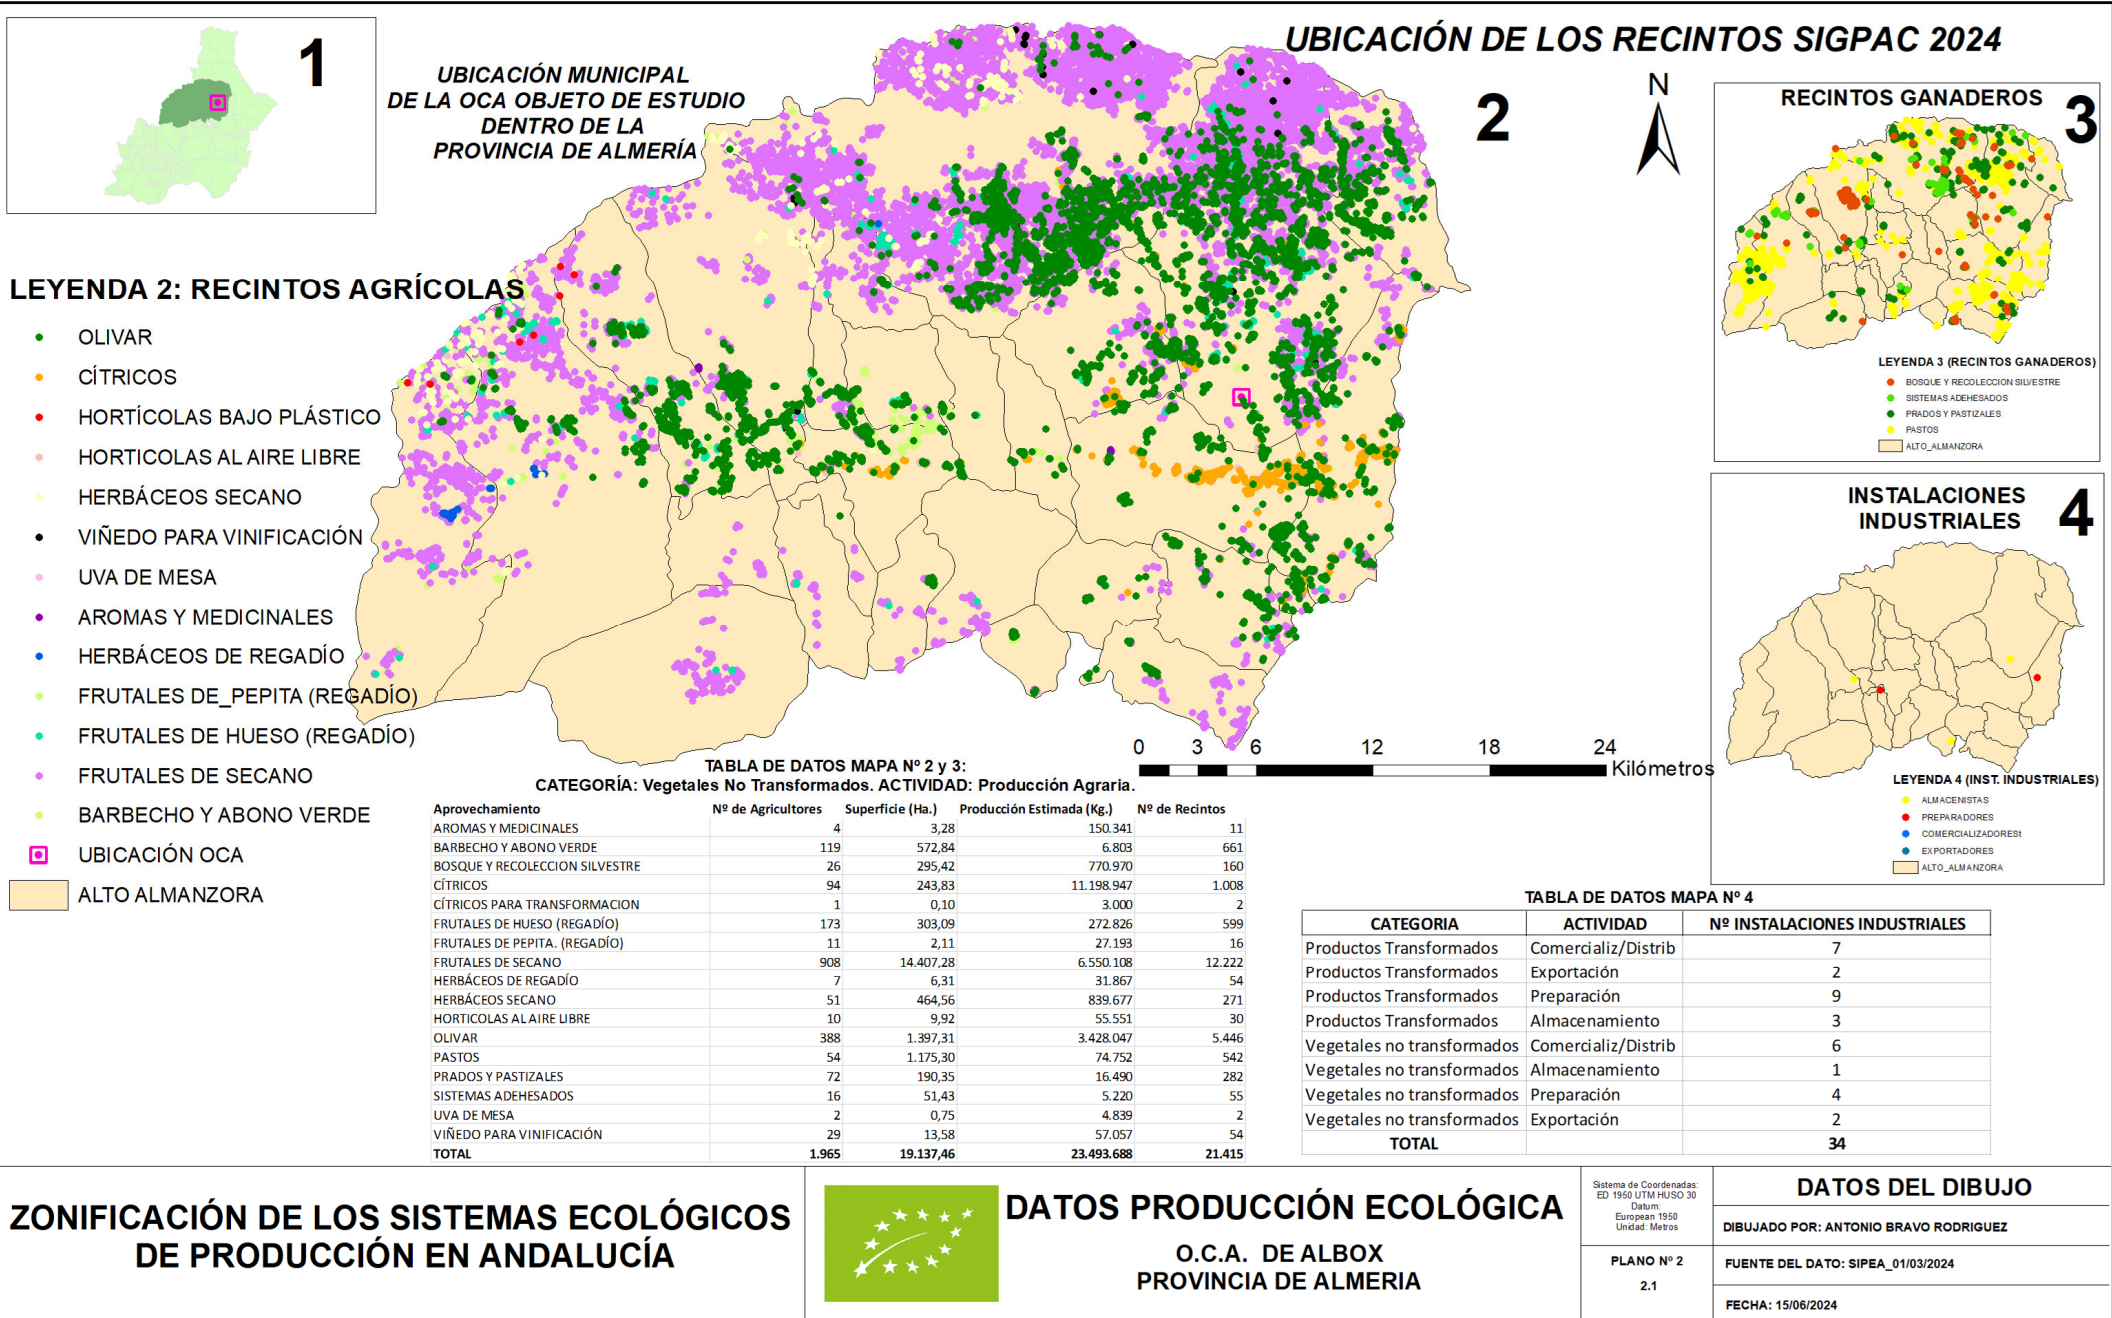 1
UBICACIÓN MUNICIPAL
DE LA OCA OBJETO DE ESTUDIO
DENTRO DE LA
PROVINCIA DE ALMERÍA
UBICACIÓN DE LOS RECINTOS SIGPAC 2024
2
N
RECINTOS GANADEROS
3
LEYENDA 3 (RECINTOS GANADEROS)
BOSQUE Y RECOLECCION SILVESTRE
SISTEMAS ADEHESADOS
PRADOS Y PASTIZALES
PASTOS
ALTO_ALMANZORA
LEYENDA 2: RECINTOS AGRÍCOLAS
OLIVAR
CÍTRICOS
HORTÍCOLAS BAJO PLÁSTICO
HORTICOLAS AL AIRE LIBRE
HERBÁCEOS SECANO
VIÑEDO PARA VINIFICACIÓN
UVA DE MESA
AROMAS Y MEDICINALES
HERBÁCEOS DE REGADÍO
FRUTALES DE_PEPITA (REGADÍO)
FRUTALES DE HUESO (REGADÍO)
FRUTALES DE SECANO
BARBECHO Y ABONO VERDE
UBICACIÓN OCA
ALTO ALMANZORA
INSTALACIONES
INDUSTRIALES
4
LEYENDA 4 (INST. INDUSTRIALES)
ALMACENISTAS
PREPARADORES
COMERCIALIZADORESt
EXPORTADORES
ALTO_ALMANZORA
0 3 6 12 18 24
Kilómetros
TABLA DE DATOS MAPA Nº 2 y 3:
CATEGORÍA: Vegetales No Transformados. ACTIVIDAD: Producción Agraria.
Aprovechamiento Nº de Agricultores Superficie (Ha.) Producción Estimada (Kg.) Nº de Recintos
AROMAS Y MEDICINALES 4 3,28 150.341 11
BARBECHO Y ABONO VERDE 119 572,84 6.803 661
BOSQUE Y RECOLECCION SILVESTRE 26 295,42 770.970 160
CÍTRICOS 94 243,83 11.198.947 1.008
CÍTRICOS PARA TRANSFORMACION 1 0,10 3.000 2
FRUTALES DE HUESO (REGADÍO) 173 303,09 272.826 599
FRUTALES DE PEPITA. (REGADÍO) 11 2,11 27.193 16
FRUTALES DE SECANO 908 14.407,28 6.550.108 12.222
HERBÁCEOS DE REGADÍO 7 6,31 31.867 54
HERBÁCEOS SECANO 51 464,56 839.677 271
HORTICOLAS AL AIRE LIBRE 10 9,92 55.551 30
OLIVAR 388 1.397,31 3.428.047 5.446
PASTOS 54 1.175,30 74.752 542
PRADOS Y PASTIZALES 72 190,35 16.490 282
SISTEMAS ADEHESADOS 16 51,43 5.220 55
UVA DE MESA 2 0,75 4.839 2
VIÑEDO PARA VINIFICACIÓN 29 13,58 57.057 54
TOTAL 1.965 19.137,46 23.493.688 21.415
TABLA DE DATOS MAPA Nº 4
CATEGORIA ACTIVIDAD Nº INSTALACIONES INDUSTRIALES
Productos Transformados Comercializ/Distrib 7
Productos Transformados Exportación 2
Productos Transformados Preparación 9
Productos Transformados Almacenamiento 3
Vegetales no transformados Comercializ/Distrib 6
Vegetales no transformados Almacenamiento 1
Vegetales no transformados Preparación 4
Vegetales no transformados Exportación 2
TOTAL 34
ZONIFICACIÓN DE LOS SISTEMAS ECOLÓGICOS
DE PRODUCCIÓN EN ANDALUCÍA
DATOS PRODUCCIÓN ECOLÓGICA
O.C.A. DE ALBOX
PROVINCIA DE ALMERIA
Sistema de Coordenadas:
ED 1950 UTM HUSO 30
Datum:
European 1950
Unidad: Metros
PLANO Nº 2
2.1
DATOS DEL DIBUJO
DIBUJADO POR: ANTONIO BRAVO RODRIGUEZ
FUENTE DEL DATO: SIPEA_01/03/2024
FECHA: 15/06/2024